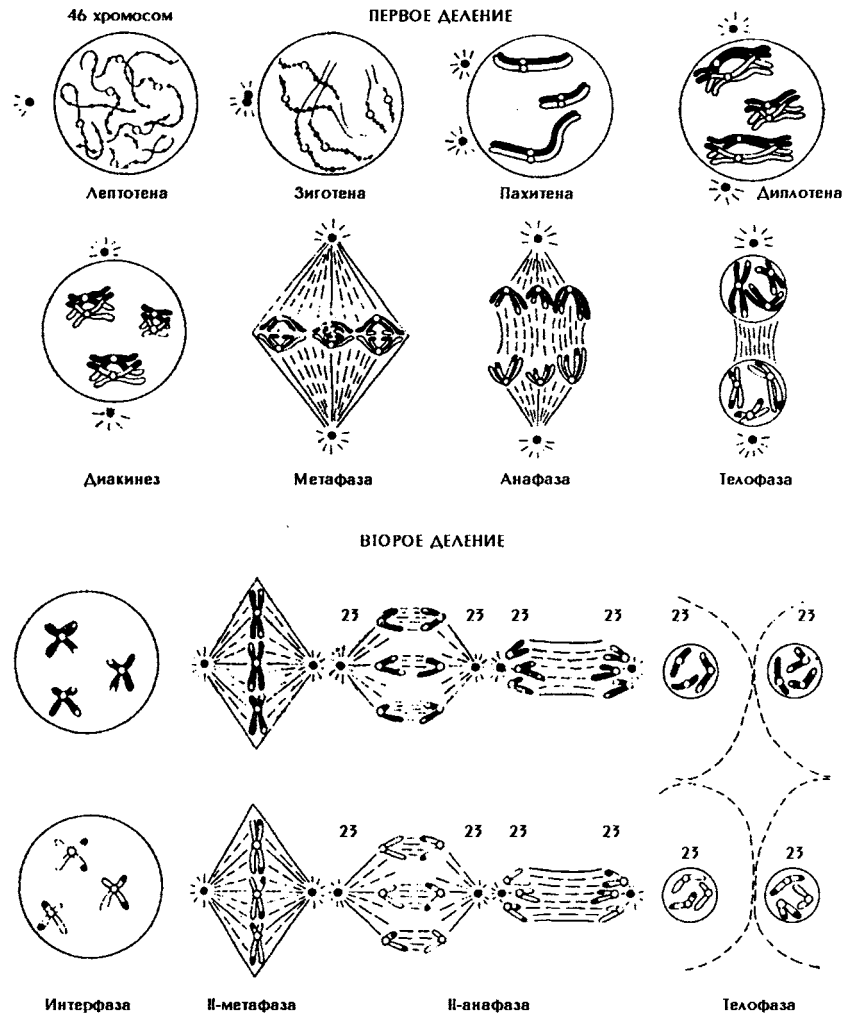 46 хромосом
ПЕРВОЕ ДЕЛЕНИЕ
Лептотена
Зиготена
Пахитена
Диплотена
Диакинез
Метафаза
Анафаза
Телофаза
ВТОРОЕ ДЕЛЕНИЕ
23 23 23 23 23 23
23 23 23 23 23 23
Интерфаза
II-метафаза
II-анафаза
Телофаза